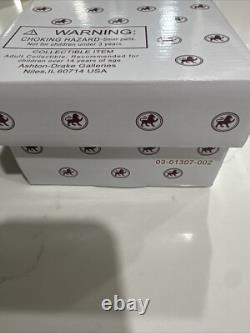 ⚠ WARNING:
CHOKING HAZARD-Small parts.
Not for children under 3 years.
COLLECTIBLE ITEM
Adult Collectible. Recommended for
children over 14 years of age.
Ashton-Drake Galleries
Niles, IL 60714 USA
03-01307-002